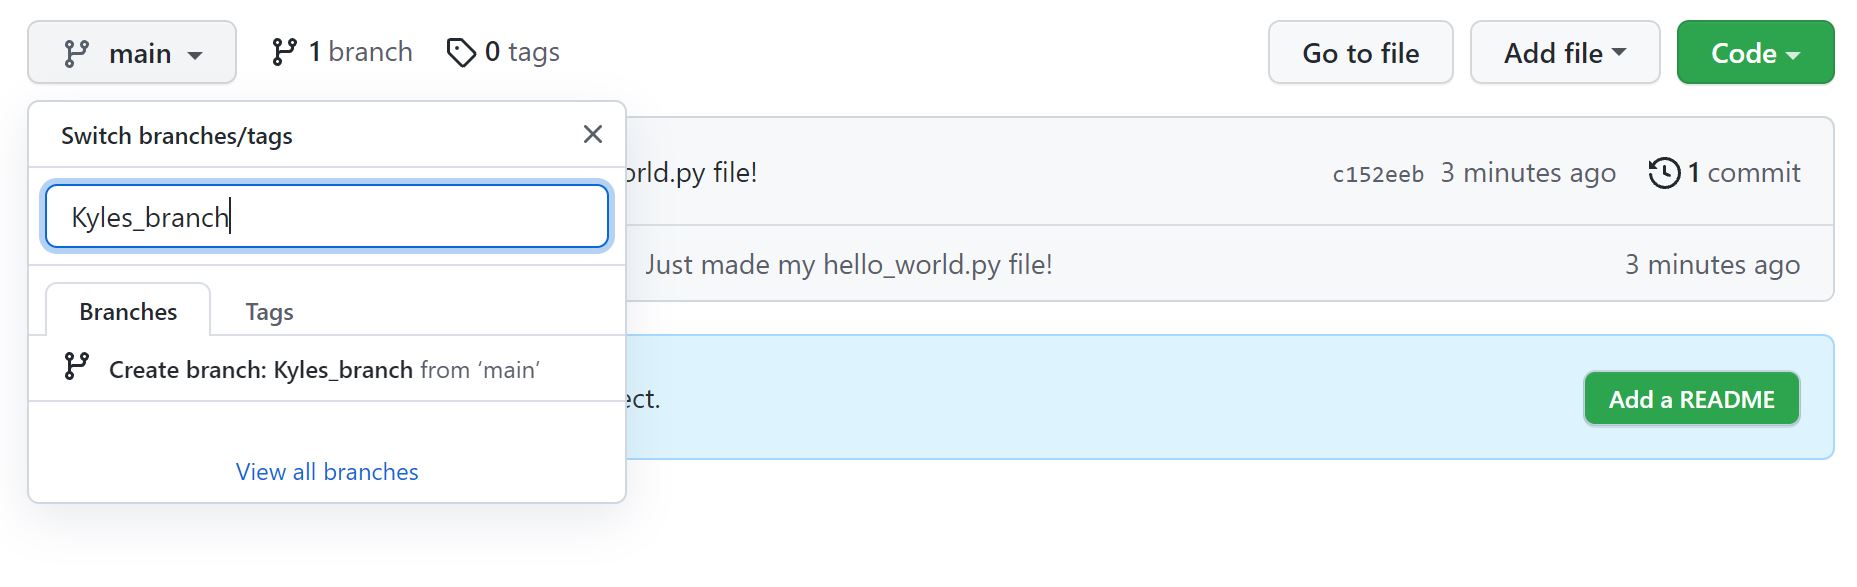 main 1 branch 0 tags Go to file Add file Code
Switch branches/tags
Kyles_branch
Branches Tags
Create branch: Kyles_branch from ‘main’
View all branches
.py file! c152eeb 3 minutes ago 1 commit
Just made my hello_world.py file! 3 minutes ago
Add a README